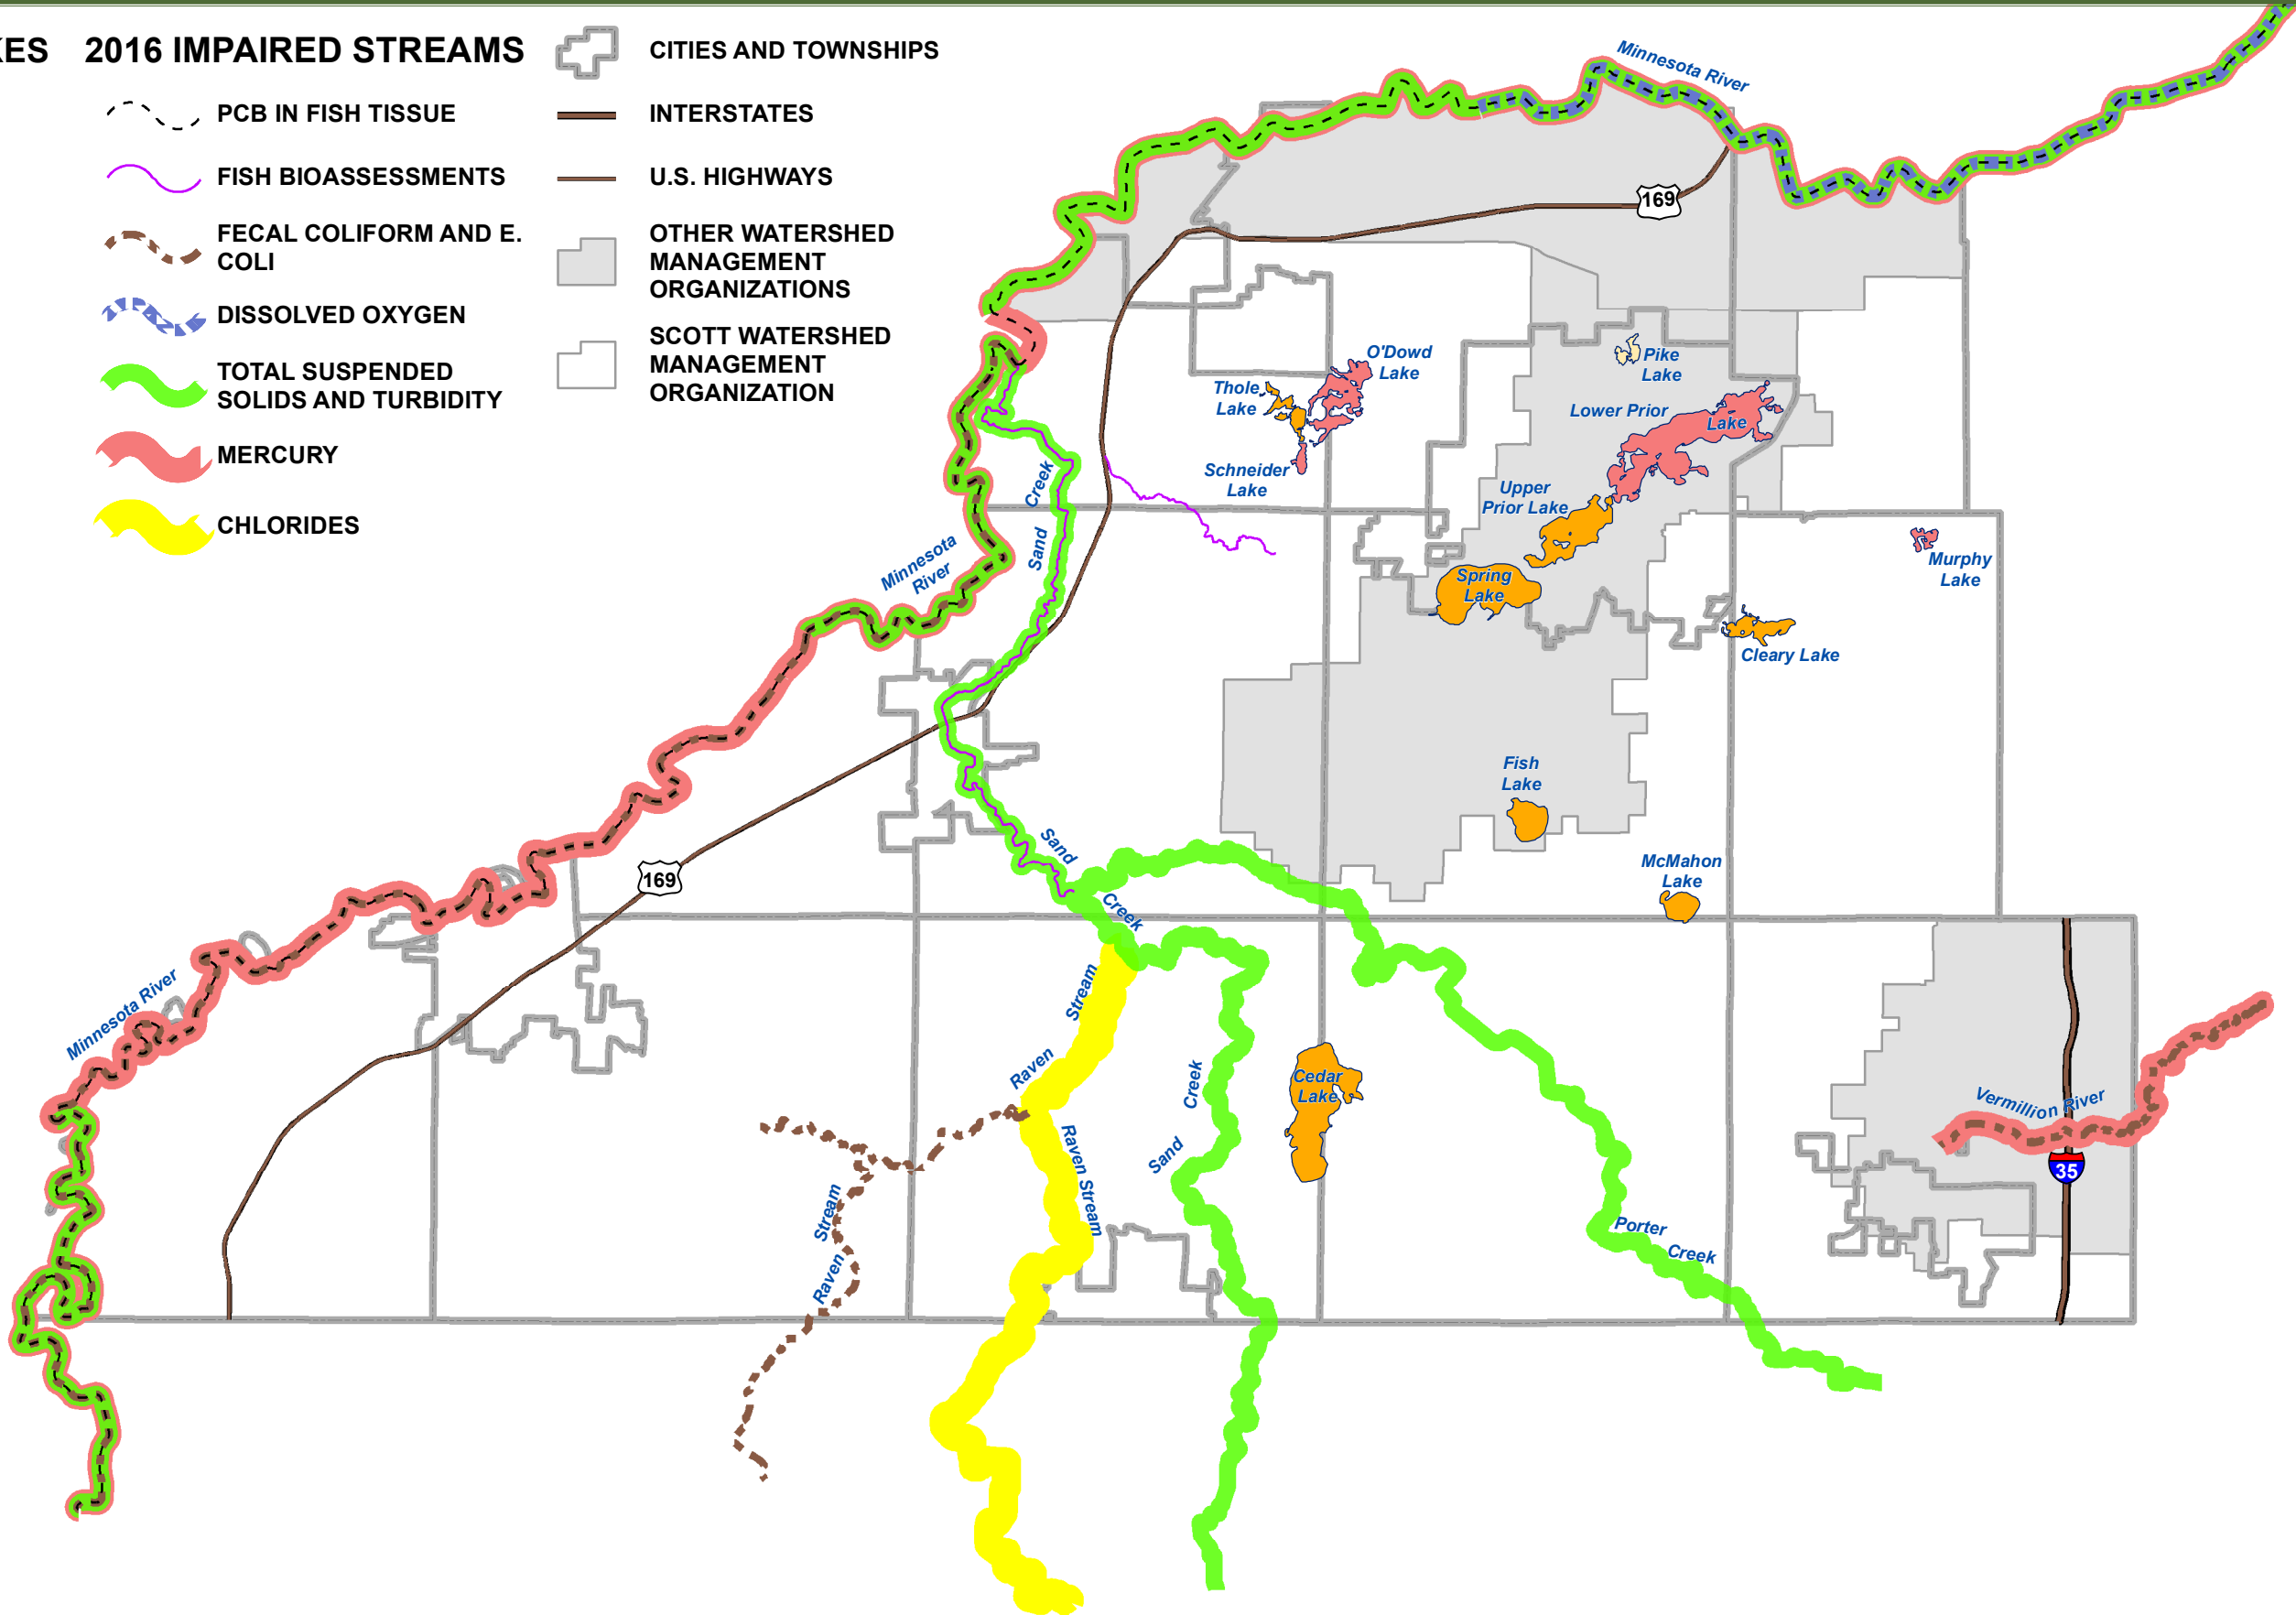 KES
2016 IMPAIRED STREAMS
PCB IN FISH TISSUE
FISH BIOASSESSMENTS
FECAL COLIFORM AND E.
COLI
DISSOLVED OXYGEN
TOTAL SUSPENDED
SOLIDS AND TURBIDITY
MERCURY
CHLORIDES
CITIES AND TOWNSHIPS
INTERSTATES
U.S. HIGHWAYS
OTHER WATERSHED
MANAGEMENT
ORGANIZATIONS
SCOTT WATERSHED
MANAGEMENT
ORGANIZATION
Minnesota River
169
O'Dowd
Lake
Thole
Lake
Schneider
Lake
Pike
Lake
Lower Prior
Lake
Upper
Prior Lake
Spring
Lake
Murphy
Lake
Cleary Lake
Sand
Creek
Minnesota
River
Fish
Lake
McMahon
Lake
169
Sand
Creek
Minnesota River
Raven
Stream
Cedar
Lake
Sand
Creek
Raven Stream
Raven
Stream
Vermillion River
35
Porter
Creek